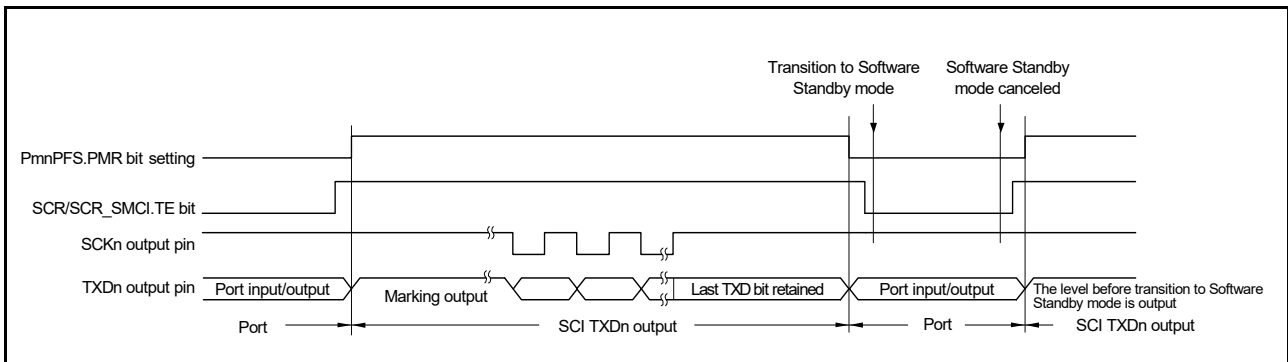 Transition to Software
Standby mode
Software Standby
mode canceled
PmnPFS.PMR bit setting
SCR/SCR_SMCI.TE bit
SCKn output pin
TXDn output pin
Port input/output
Marking output
Last TXD bit retained
Port input/output
The level before transition to Software
Standby mode is output
Port
SCI TXDn output
Port
SCI TXDn output